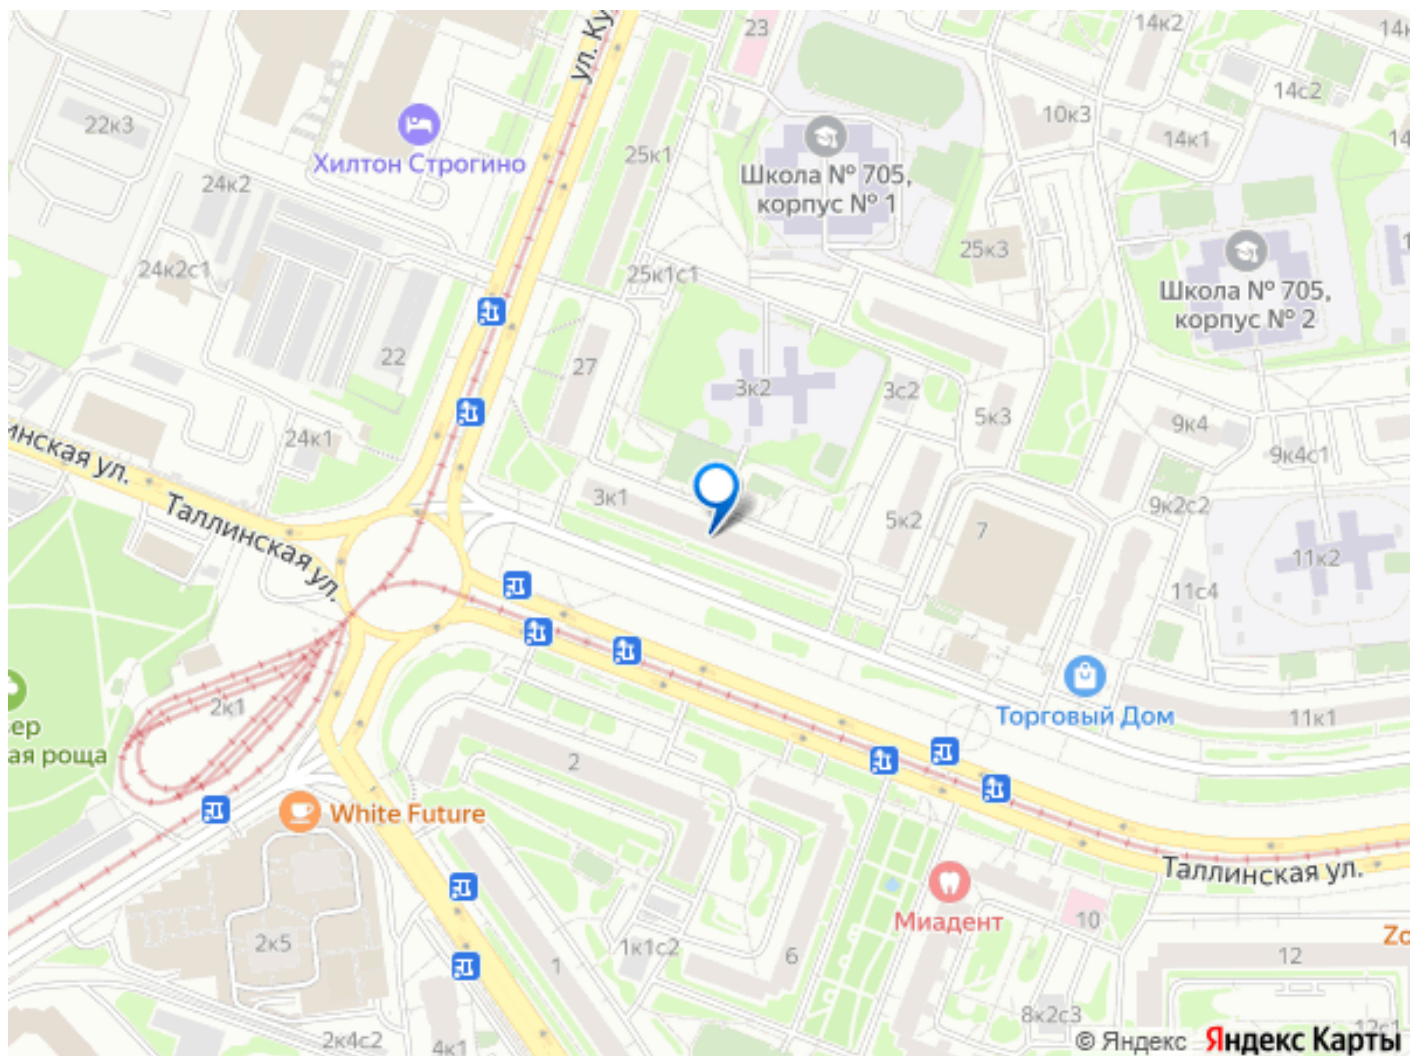 ул. Ку
23
14к2
14к
22к3
14с2
10к3
14к1
14
Хилтон Строгино
25к1
Школа № 705,
корпус № 1
24к2
25к3
24к2с1
25к1с1
Школа № 705,
корпус № 2
1
22
27
3к2
3с2
5к3
9к4
инская ул.
24к1
9к4с1
Таллинская ул.
3к1
5к2
7
9к2с2
11к2
11с4
2к1
ер
ая роща
Торговый Дом
11к1
2
White Future
Таллинская ул.
Миадент
10
2к5
1к1с2
1
6
12
Zo
8к2с3
2к4с2
4к1
12с1
© Яндекс Яндекс Карты